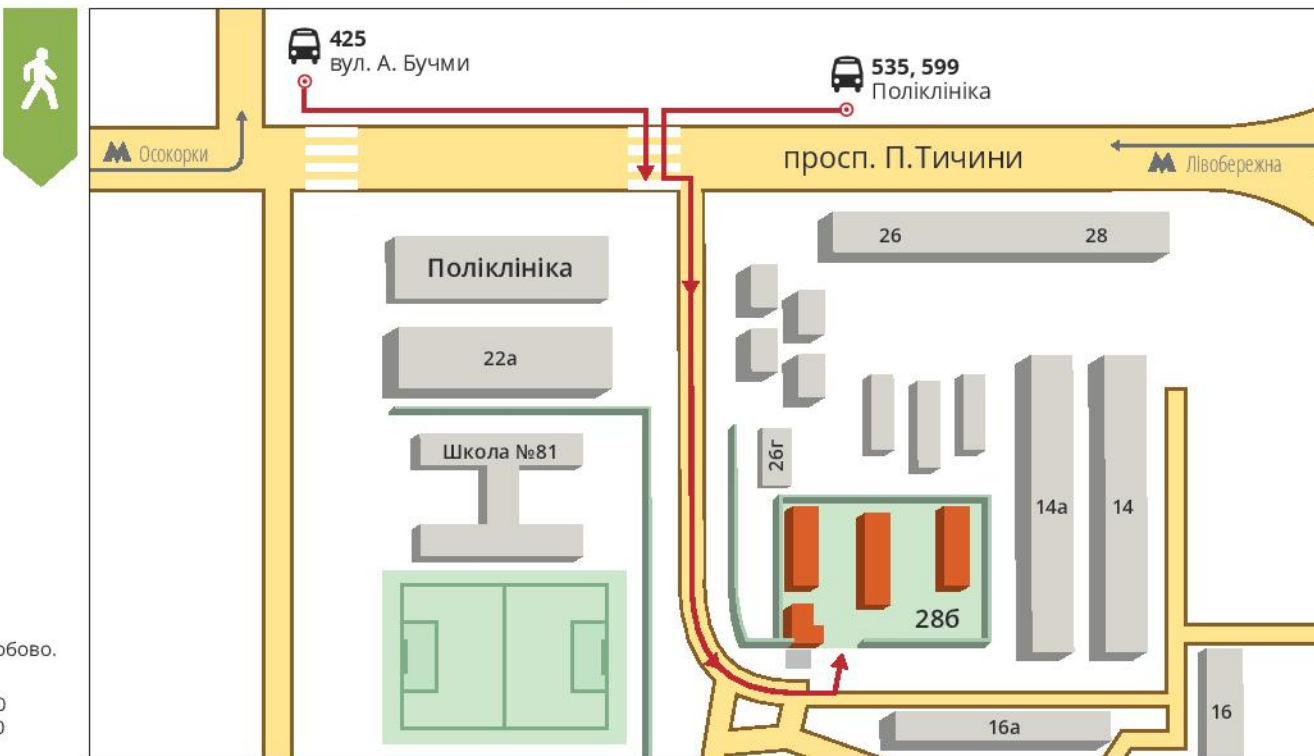 425
вул. А. Бучми
535, 599
Поліклініка
Осокорки
просп. П.Тичини
Лівобережна
26
28
Поліклініка
22а
Школа №81
26г
14а
14
28б
16
16а